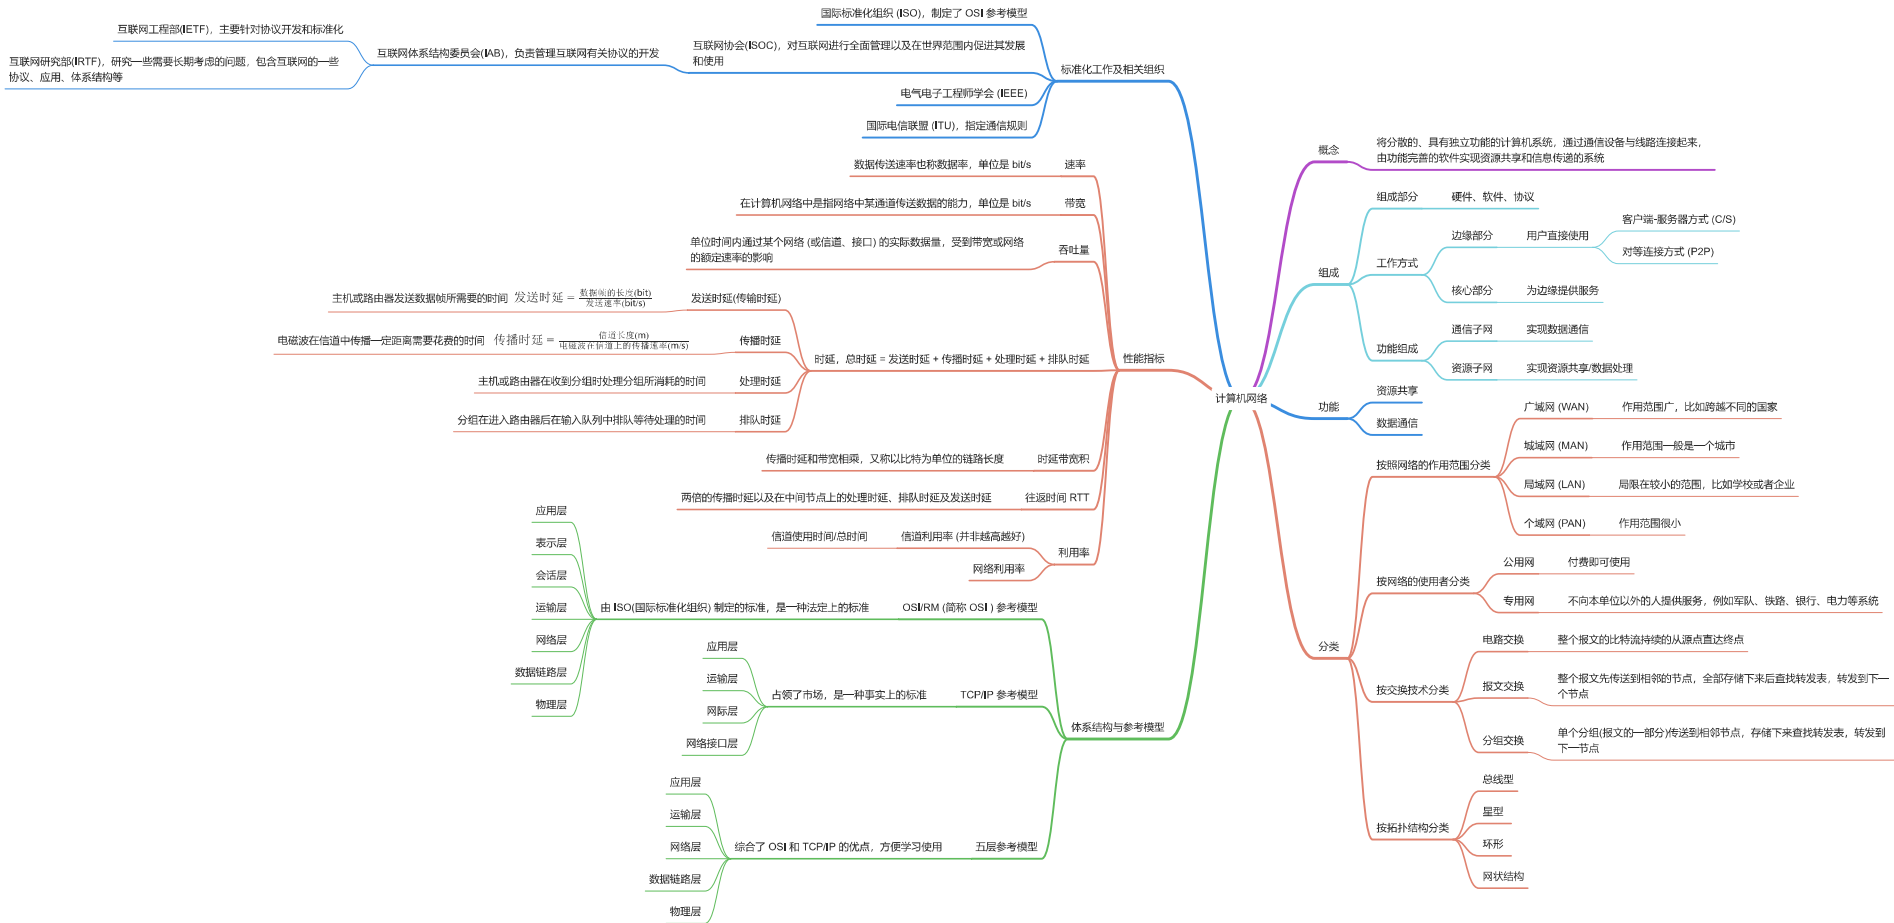 计算机网络
概念
将分散的、具有独立功能的计算机系统，通过通信设备与线路连接起来，
由功能完善的软件实现资源共享和信息传递的系统
组成
组成部分
硬件、软件、协议
工作方式
边缘部分
用户直接使用
客户端-服务器方式 (C/S)
对等连接方式 (P2P)
核心部分
为边缘提供服务
功能组成
通信子网
实现数据通信
资源子网
实现资源共享/数据处理
功能
资源共享
数据通信
分类
按照网络的作用范围分类
广域网 (WAN)
作用范围广，比如跨越不同的国家
城域网 (MAN)
作用范围一般是一个城市
局域网 (LAN)
局限在较小的范围，比如学校或者企业
个域网 (PAN)
作用范围很小
按网络的使用者分类
公用网
付费即可使用
专用网
不向本单位以外的人提供服务，例如军队、铁路、银行、电力等系统
按交换技术分类
电路交换
整个报文的比特流持续的从源点直达终点
报文交换
整个报文先传送到相邻的节点，全部存储下来后查找转发表，转发到下一
个节点
分组交换
单个分组(报文的一部分)传送到相邻节点，存储下来查找转发表，转发到
下一节点
按拓扑结构分类
总线型
星型
环形
网状结构
标准化工作及相关组织
国际标准化组织 (ISO)，制定了 OSI 参考模型
互联网协会(ISOC)，对互联网进行全面管理以及在世界范围内促进其发展
和使用
互联网体系结构委员会(IAB)，负责管理互联网有关协议的开发
互联网工程部(IETF)，主要针对协议开发和标准化
互联网研究部(IRTF)，研究一些需要长期考虑的问题，包含互联网的一些
协议、应用、体系结构等
电气电子工程师学会 (IEEE)
国际电信联盟 (ITU)，指定通信规则
性能指标
速率
数据传送速率也称数据率，单位是 bit/s
带宽
在计算机网络中是指网络中某通道传送数据的能力，单位是 bit/s
吞吐量
单位时间内通过某个网络 (或信道、接口) 的实际数据量，受到带宽或网络
的额定速率的影响
时延，总时延 = 发送时延 + 传播时延 + 处理时延 + 排队时延
发送时延(传输时延)
主机或路由器发送数据帧所需要的时间 发送时延 = 数据帧的长度(bit)/发送速率(bit/s)
传播时延
电磁波在信道中传播一定距离需要花费的时间 传播时延 = 信道长度(m)/电磁波在信道上的传播速率(m/s)
处理时延
主机或路由器在收到分组时处理分组所消耗的时间
排队时延
分组在进入路由器后在输入队列中排队等待处理的时间
时延带宽积
传播时延和带宽相乘，又称以比特为单位的链路长度
往返时间 RTT
两倍的传播时延以及在中间节点上的处理时延、排队时延及发送时延
利用率
信道利用率 (并非越高越好)
信道使用时间/总时间
网络利用率
体系结构与参考模型
OSI/RM (简称 OSI ) 参考模型
由 ISO(国际标准化组织) 制定的标准，是一种法定上的标准
应用层
表示层
会话层
运输层
网络层
数据链路层
物理层
TCP/IP 参考模型
占领了市场，是一种事实上的标准
应用层
运输层
网际层
网络接口层
五层参考模型
综合了 OSI 和 TCP/IP 的优点，方便学习使用
应用层
运输层
网络层
数据链路层
物理层